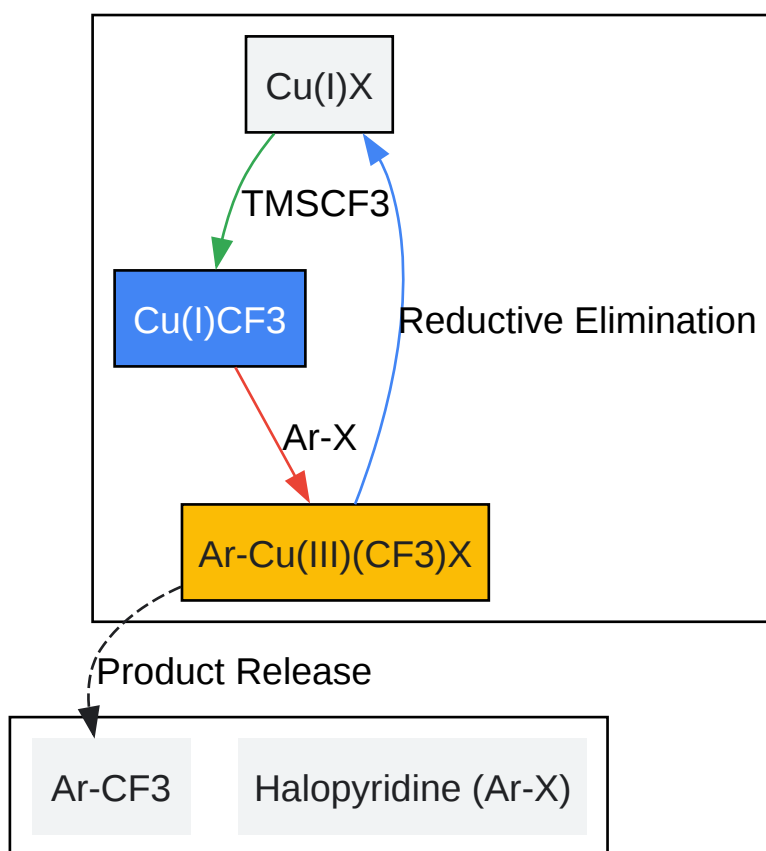 Cu(I)X
TMSCF3
Cu(I)CF3
Reductive Elimination
Ar-X
Ar-Cu(III)(CF3)X
Product Release
Ar-CF3
Halopyridine (Ar-X)